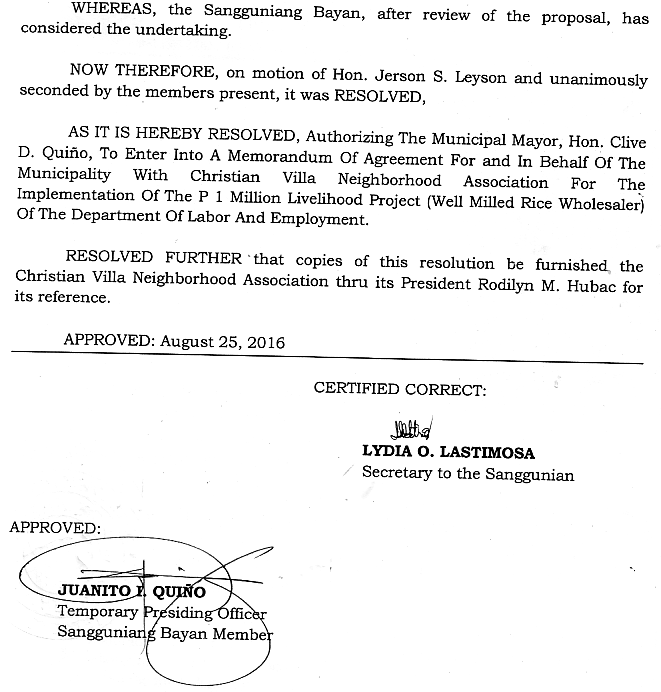 WHEREAS, the Sangguniang Bayan, after review of the proposal, has
considered the undertaking.
NOW THEREFORE, on motion of Hon. Jerson S. Leyson and unanimously
seconded by the members present, it was RESOLVED,
AS IT IS HEREBY RESOLVED, Authorizing The Municipal Mayor, Hon. Clive
D. Quiño, To Enter Into A Memorandum Of Agreement For and In Behalf Of The
Municipality With Christian Villa Neighborhood Association For The
Implementation Of The P 1 Million Livelihood Project (Well Milled Rice Wholesaler)
Of The Department Of Labor And Employment.
RESOLVED FURTHER that copies of this resolution be furnished the
Christian Villa Neighborhood Association thru its President Rodilyn M. Hubac for
its reference.
APPROVED: August 25, 2016
CERTIFIED CORRECT:
LYDIA O. LASTIMOSA
Secretary to the Sanggunian
APPROVED:
JUANITO QUIÑO
Temporary Presiding Officer
Sangguniang Bayan Member